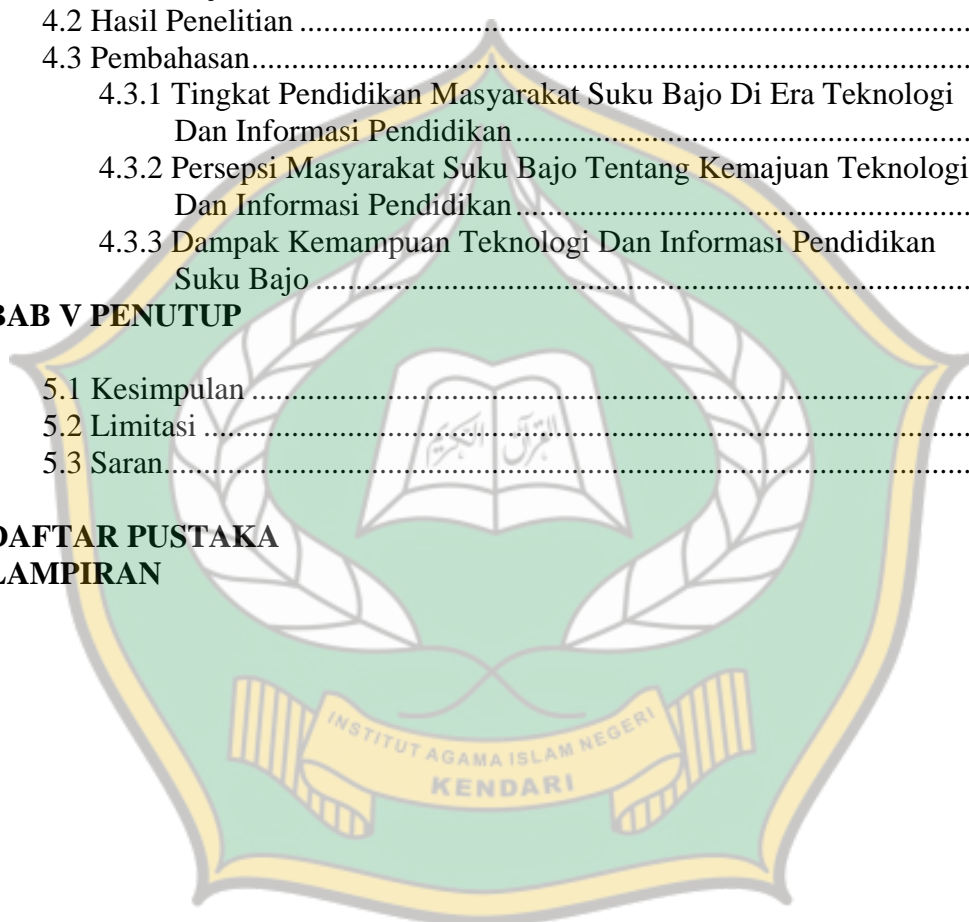 4.2 Hasil Penelitian ........................................................................
4.3 Pembahasan..............................................................................
4.3.1 Tingkat Pendidikan Masyarakat Suku Bajo Di Era Teknologi
Dan Informasi Pendidikan..................................................
4.3.2 Persepsi Masyarakat Suku Bajo Tentang Kemajuan Teknologi
Dan Informasi Pendidikan..................................................
4.3.3 Dampak Kemampuan Teknologi Dan Informasi Pendidikan
Suku Bajo ........................................................................
BAB V PENUTUP
5.1 Kesimpulan ..............................................................................
5.2 Limitasi ..................................................................................
5.3 Saran......................................................................................
DAFTAR PUSTAKA
LAMPIRAN
القرآن الكريم
INSTITUT AGAMA ISLAM NEGERI
KENDARI